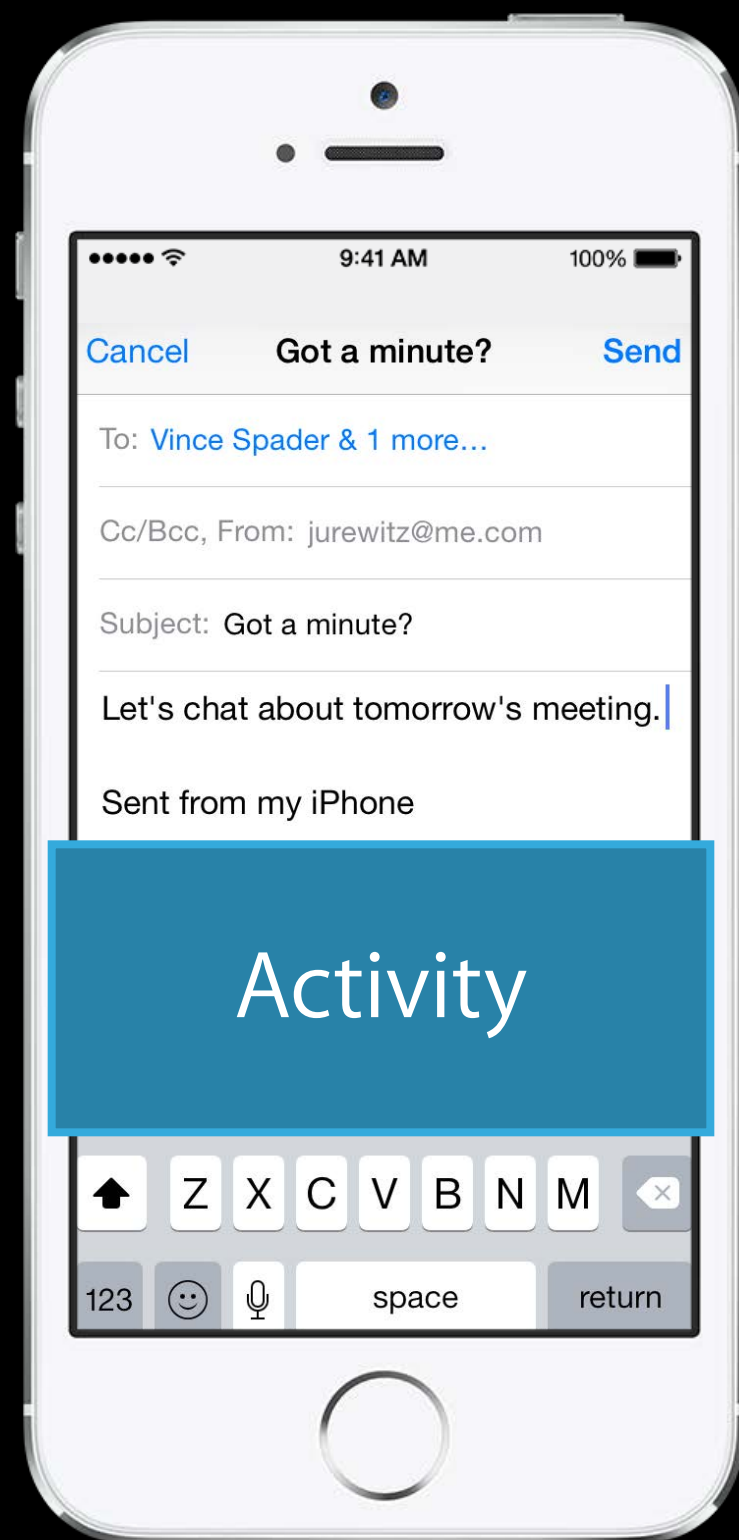 9:41 AM 100%
Cancel Got a minute? Send
To: Vince Spader & 1 more…
Cc/Bcc, From: jurewitz@me.com
Subject: Got a minute?
Let's chat about tomorrow's meeting.
Sent from my iPhone
Activity
Z X C V B N M
123 space return